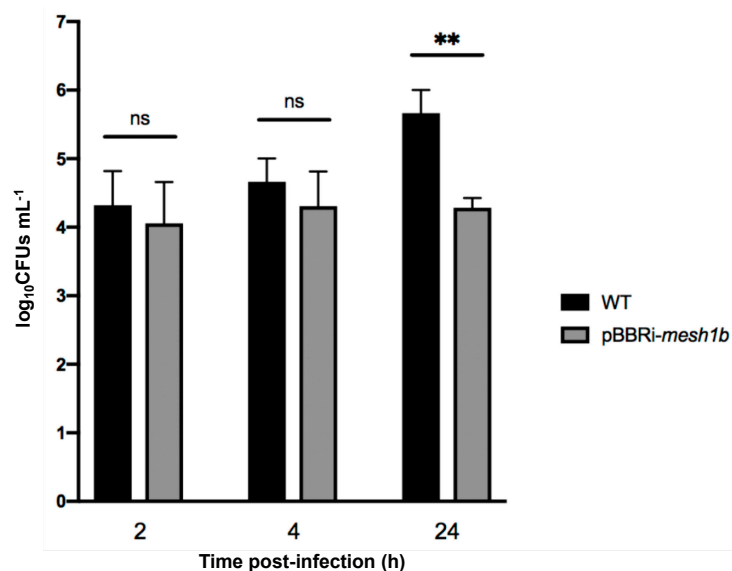 7
6
5
4
3
2
1
0
log₁₀CFUs mL⁻¹
ns
ns
**
2 4 24
Time post-infection (h)
WT
pBBRi-mesh1b